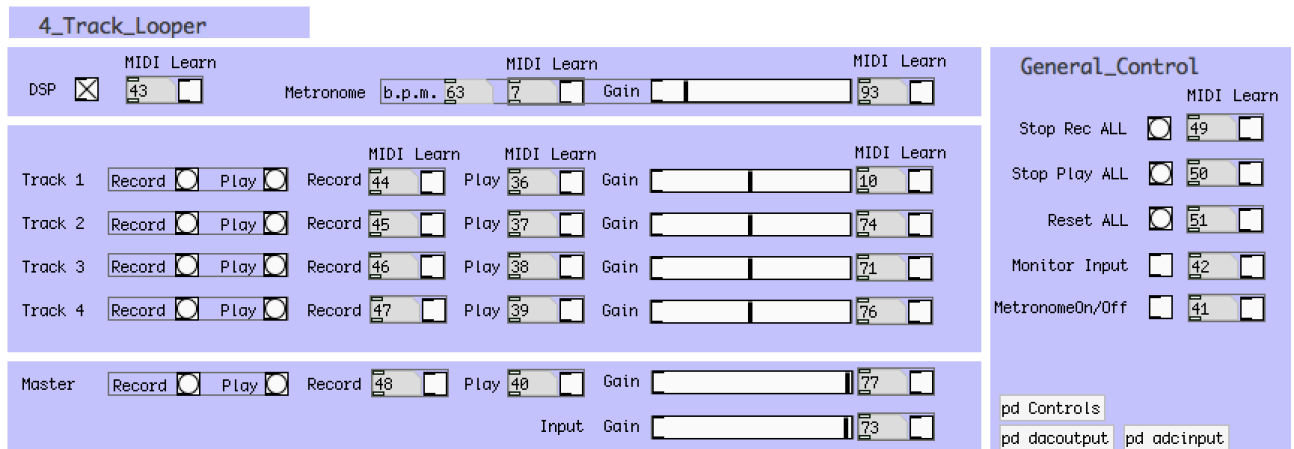 4_Track_Looper
MIDI Learn MIDI Learn MIDI Learn
DSP 43 Metronome b.p.m. 63 7 Gain 93
MIDI Learn MIDI Learn MIDI Learn
Track 1 Record Play Record 44 Play 36 Gain 10
Track 2 Record Play Record 45 Play 37 Gain 74
Track 3 Record Play Record 46 Play 38 Gain 71
Track 4 Record Play Record 47 Play 39 Gain 76
Master Record Play Record 48 Play 40 Gain 77
Input Gain 73
General_Control
MIDI Learn
Stop Rec ALL 49
Stop Play ALL 50
Reset ALL 51
Monitor Input 42
MetronomeOn/Off 41
pd Controls
pd dacoutput pd adcinput